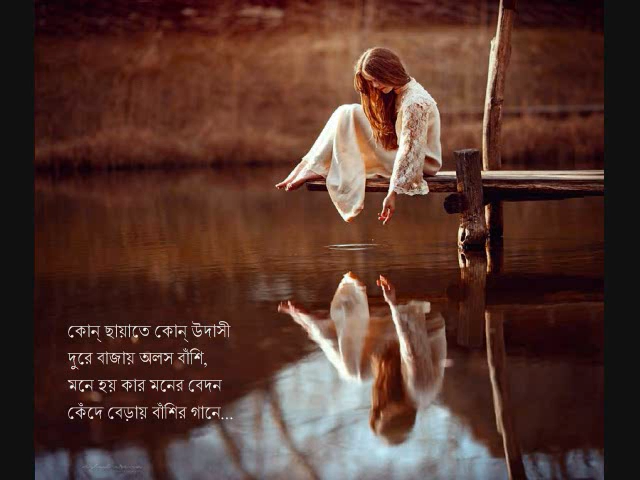 কোন্ ছায়াতে কোন্ উদাসী
দুরে বাজায় অলস বাঁশি,
মনে হয় কার মনের বেদন
কেঁদে বেড়ায় বাঁশির গানে...